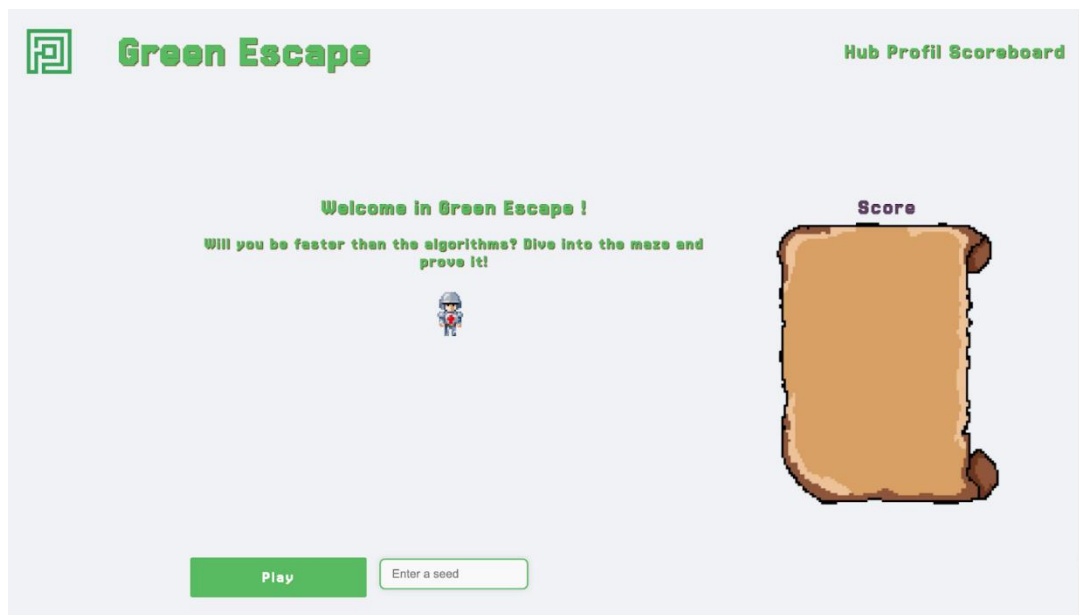 Green Escape
Hub Profil Scoreboard
Welcome in Green Escape !
Will you be faster than the algorithms? Dive into the maze and
prove it!
Score
Play
Enter a seed